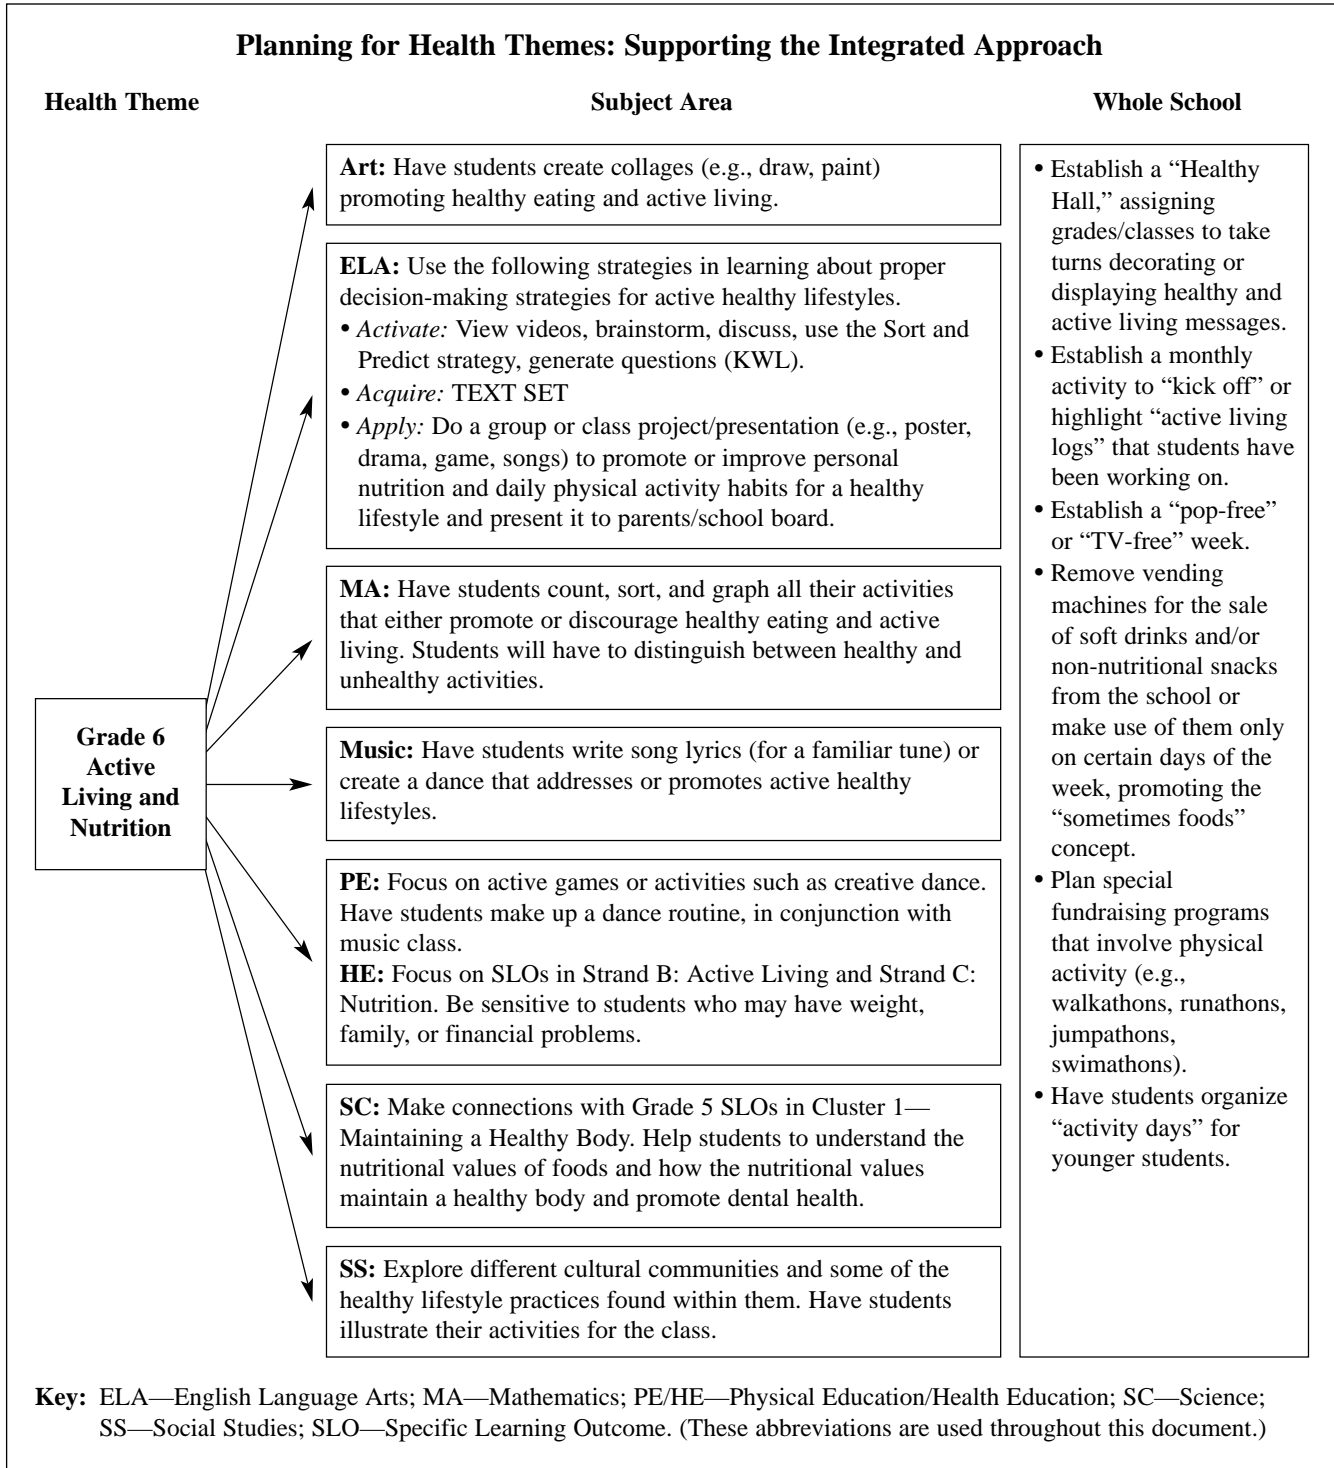 Planning for Health Themes: Supporting the Integrated Approach
Health Theme
Subject Area
Whole School
Grade 6
Active
Living and
Nutrition
Art: Have students create collages (e.g., draw, paint)
promoting healthy eating and active living.
ELA: Use the following strategies in learning about proper
decision-making strategies for active healthy lifestyles.
• Activate: View videos, brainstorm, discuss, use the Sort and
Predict strategy, generate questions (KWL).
• Acquire: TEXT SET
• Apply: Do a group or class project/presentation (e.g., poster,
drama, game, songs) to promote or improve personal
nutrition and daily physical activity habits for a healthy
lifestyle and present it to parents/school board.
MA: Have students count, sort, and graph all their activities
that either promote or discourage healthy eating and active
living. Students will have to distinguish between healthy and
unhealthy activities.
Music: Have students write song lyrics (for a familiar tune) or
create a dance that addresses or promotes active healthy
lifestyles.
PE: Focus on active games or activities such as creative dance.
Have students make up a dance routine, in conjunction with
music class.
HE: Focus on SLOs in Strand B: Active Living and Strand C:
Nutrition. Be sensitive to students who may have weight,
family, or financial problems.
SC: Make connections with Grade 5 SLOs in Cluster 1—
Maintaining a Healthy Body. Help students to understand the
nutritional values of foods and how the nutritional values
maintain a healthy body and promote dental health.
SS: Explore different cultural communities and some of the
healthy lifestyle practices found within them. Have students
illustrate their activities for the class.
• Establish a “Healthy
Hall,” assigning
grades/classes to take
turns decorating or
displaying healthy and
active living messages.
• Establish a monthly
activity to “kick off” or
highlight “active living
logs” that students have
been working on.
• Establish a “pop-free”
or “TV-free” week.
• Remove vending
machines for the sale
of soft drinks and/or
non-nutritional snacks
from the school or
make use of them only
on certain days of the
week, promoting the
“sometimes foods”
concept.
• Plan special
fundraising programs
that involve physical
activity (e.g.,
walkathons, runathons,
jumpathons,
swimathons).
• Have students organize
“activity days” for
younger students.
Key: ELA—English Language Arts; MA—Mathematics; PE/HE—Physical Education/Health Education; SC—Science;
SS—Social Studies; SLO—Specific Learning Outcome. (These abbreviations are used throughout this document.)